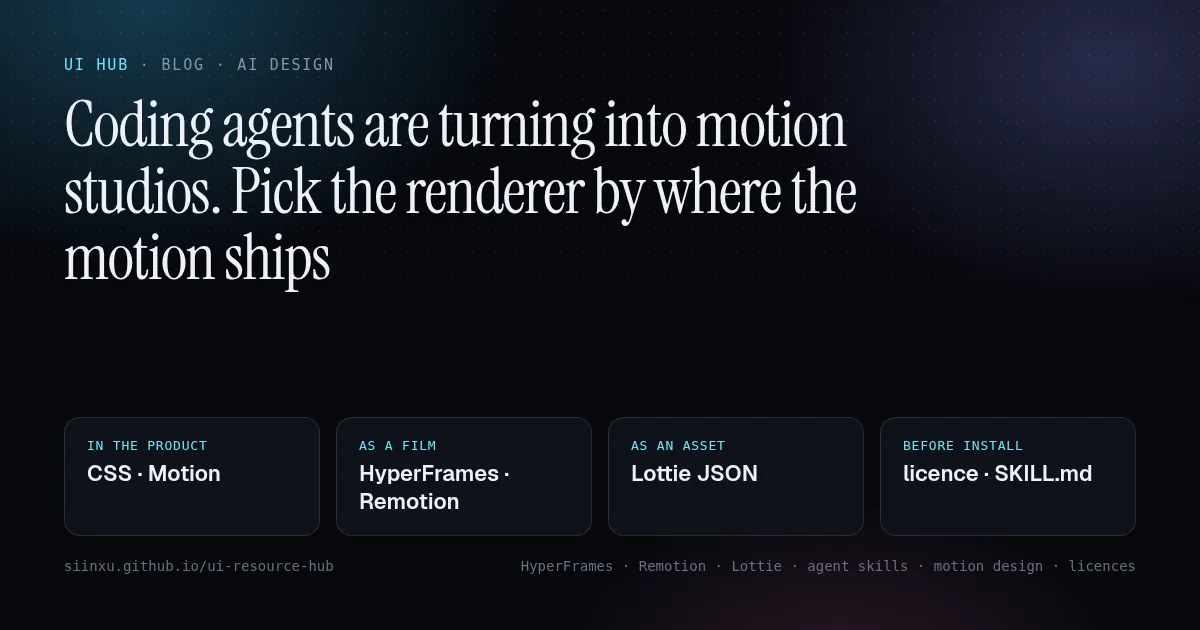 UI HUB · BLOG · AI DESIGN
Coding agents are turning into motion
studios. Pick the renderer by where the
motion ships
IN THE PRODUCT
CSS · Motion
AS A FILM
HyperFrames ·
Remotion
AS AN ASSET
Lottie JSON
BEFORE INSTALL
licence · SKILL.md
siinxu.github.io/ui-resource-hub
HyperFrames · Remotion · Lottie · agent skills · motion design · licences